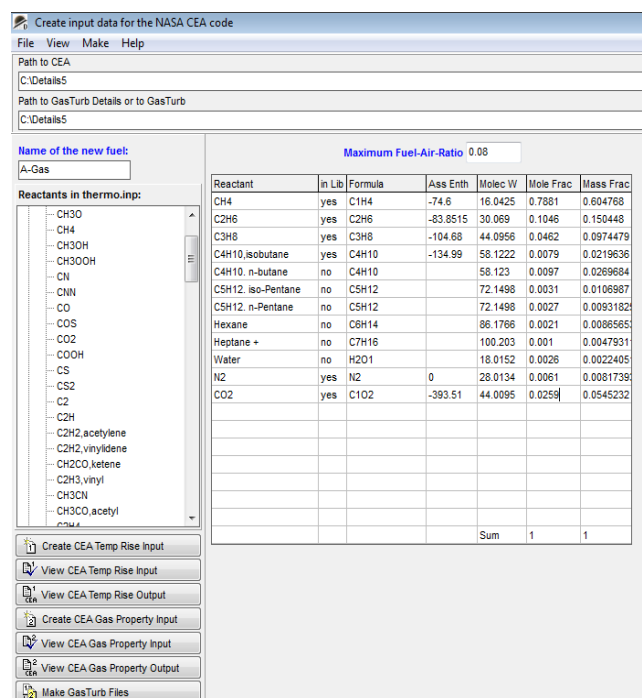 Create input data for the NASA CEA code
File View Make Help
Path to CEA
C:\Details5
Path to GasTurb Details or to GasTurb
C:\Details5
Name of the new fuel:
A-Gas
Maximum Fuel-Air-Ratio 0.08
Reactants in thermo.inp:
CH3O
CH4
CH3OH
CH3OOH
CN
CNN
CO
COS
CO2
COOH
CS
CS2
C2
C2H
C2H2,acetylene
C2H2,vinylidene
CH2CO,ketene
C2H3,vinyl
CH3CN
CH3CO,acetyl
C2H4
Reactant in Lib Formula Ass Enth Molec W Mole Frac Mass Frac
CH4 yes C1H4 -74.6 16.0425 0.7881 0.604768
C2H6 yes C2H6 -83.8515 30.069 0.1046 0.150448
C3H8 yes C3H8 -104.68 44.0956 0.0462 0.0974479
C4H10,isobutane yes C4H10 -134.99 58.1222 0.0079 0.0219636
C4H10. n-butane no C4H10 58.123 0.0097 0.0269684
C5H12. iso-Pentane no C5H12 72.1498 0.0031 0.0106987
C5H12. n-Pentane no C5H12 72.1498 0.0027 0.00931825
Hexane no C6H14 86.1766 0.0021 0.00865653
Heptane + no C7H16 100.203 0.001 0.0047931
Water no H2O1 18.0152 0.0026 0.0022405
N2 yes N2 0 28.0134 0.0061 0.00817393
CO2 yes C1O2 -393.51 44.0095 0.0259 0.0545232
Sum 1 1
Create CEA Temp Rise Input
View CEA Temp Rise Input
View CEA Temp Rise Output
Create CEA Gas Property Input
View CEA Gas Property Input
View CEA Gas Property Output
Make GasTurb Files